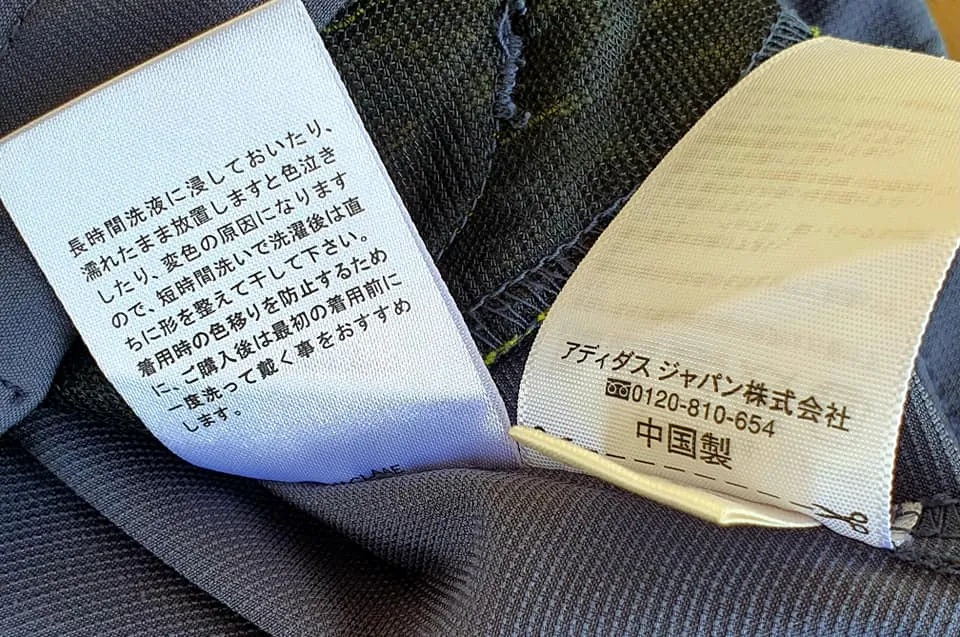 長時間洗液に浸しておいたり、
濡れたまま放置しますと色泣き
したり、変色の原因になります
ので、短時間洗いで洗濯後は直
ちに形を整えて干して下さい。
着用時の色移りを防止するため
に、ご購入後は最初の着用前に
一度洗って戴く事をおすすめ
します。
アディダス ジャパン株式会社
0120-810-654
中国製